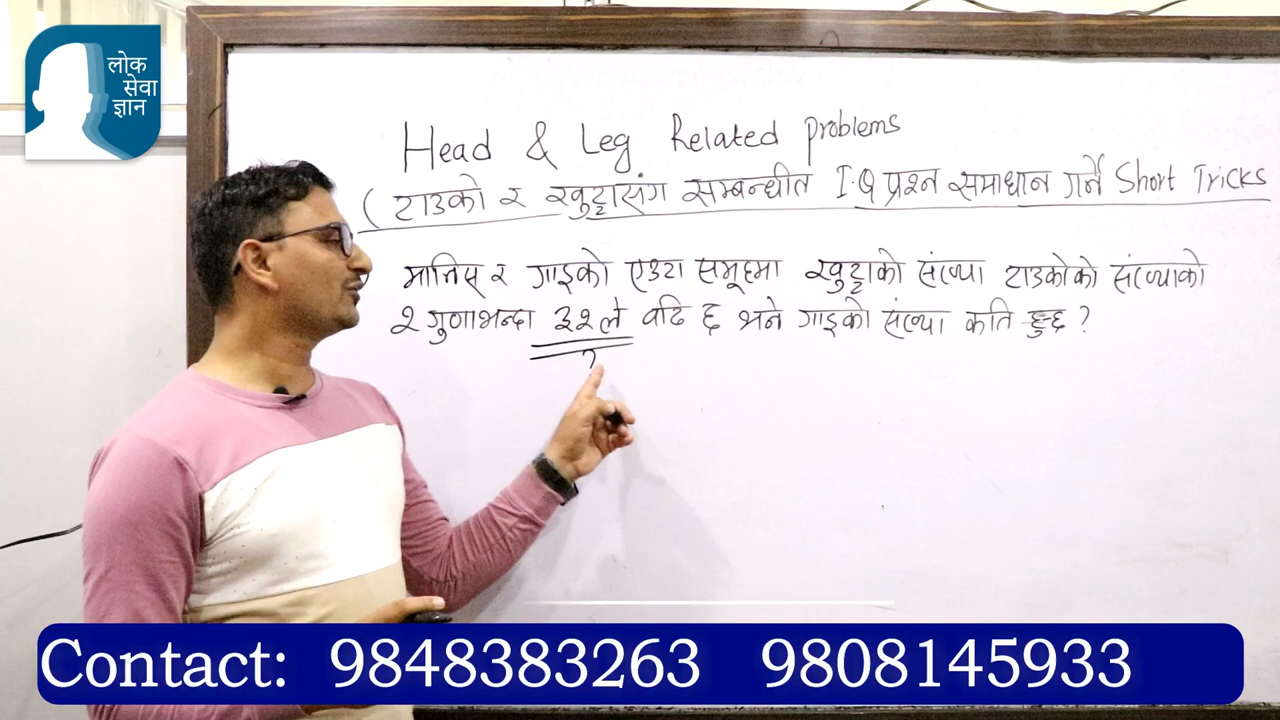 लोक
सेवा
ज्ञान
Head & Leg Related problems
( टाउको र खुट्टासंग सम्बन्धीत I.Q प्रश्न समाधान गर्ने Short Tricks
मानिस र गाइको एउटा समूहमा खुट्टाको संख्या टाउकोको संख्याको
२ गुणाभन्दा ३२ले बढि छ भने गाइको संख्या कति हुन्छ ?
Contact: 9848383263 9808145933